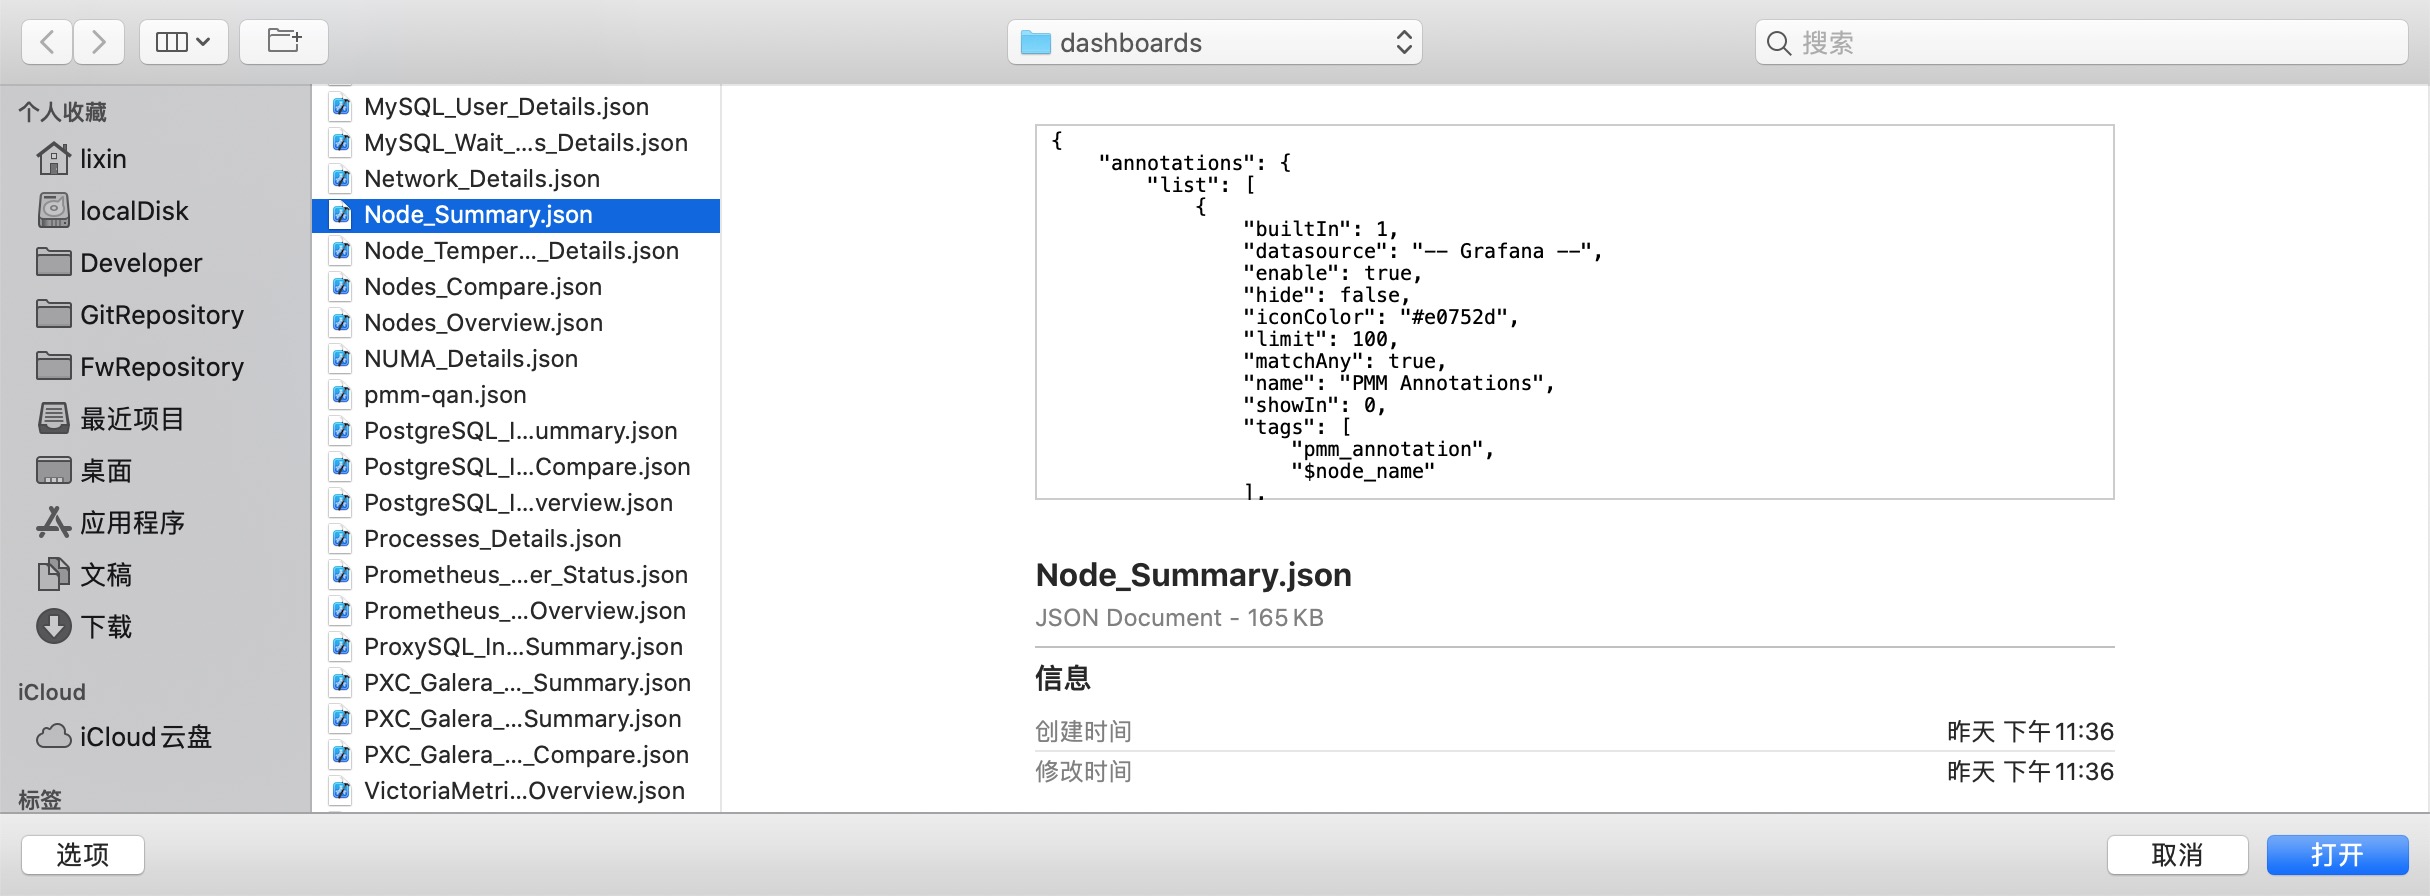 dashboards
搜索
个人收藏
lixin
localDisk
Developer
GitRepository
FwRepository
最近项目
桌面
应用程序
文稿
下载
iCloud
iCloud云盘
标签
MySQL_User_Details.json
MySQL_Wait_...s_Details.json
Network_Details.json
Node_Summary.json
Node_Temper..._Details.json
Nodes_Compare.json
Nodes_Overview.json
NUMA_Details.json
pmm-qan.json
PostgreSQL_I...ummary.json
PostgreSQL_I...Compare.json
PostgreSQL_I...verview.json
Processes_Details.json
Prometheus_...er_Status.json
Prometheus_...Overview.json
ProxySQL_In...Summary.json
PXC_Galera_..._Summary.json
PXC_Galera_...Summary.json
PXC_Galera_..._Compare.json
VictoriaMetri...Overview.json
{
"annotations": {
"list": [
{
"builtIn": 1,
"datasource": "-- Grafana --",
"enable": true,
"hide": false,
"iconColor": "#e0752d",
"limit": 100,
"matchAny": true,
"name": "PMM Annotations",
"showIn": 0,
"tags": [
"pmm_annotation",
"$node_name"
],
Node_Summary.json
JSON Document - 165 KB
信息
创建时间 昨天 下午11:36
修改时间 昨天 下午11:36
选项
取消
打开